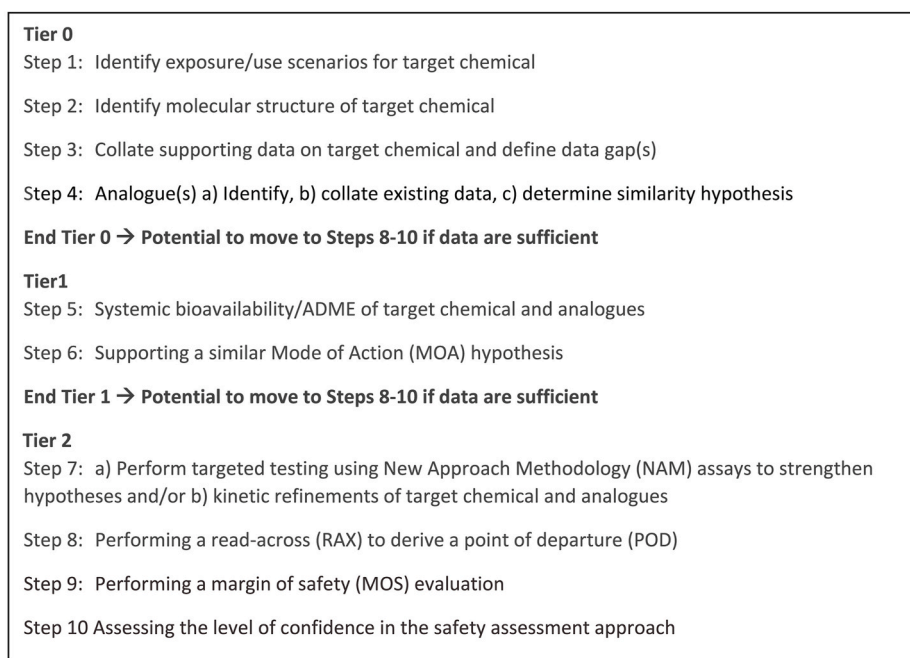 Tier 0
Step 1: Identify exposure/use scenarios for target chemical
Step 2: Identify molecular structure of target chemical
Step 3: Collate supporting data on target chemical and define data gap(s)
Step 4: Analogue(s) a) Identify, b) collate existing data, c) determine similarity hypothesis
End Tier 0 → Potential to move to Steps 8-10 if data are sufficient
Tier1
Step 5: Systemic bioavailability/ADME of target chemical and analogues
Step 6: Supporting a similar Mode of Action (MOA) hypothesis
End Tier 1 → Potential to move to Steps 8-10 if data are sufficient
Tier 2
Step 7: a) Perform targeted testing using New Approach Methodology (NAM) assays to strengthen
hypotheses and/or b) kinetic refinements of target chemical and analogues
Step 8: Performing a read-across (RAX) to derive a point of departure (POD)
Step 9: Performing a margin of safety (MOS) evaluation
Step 10 Assessing the level of confidence in the safety assessment approach